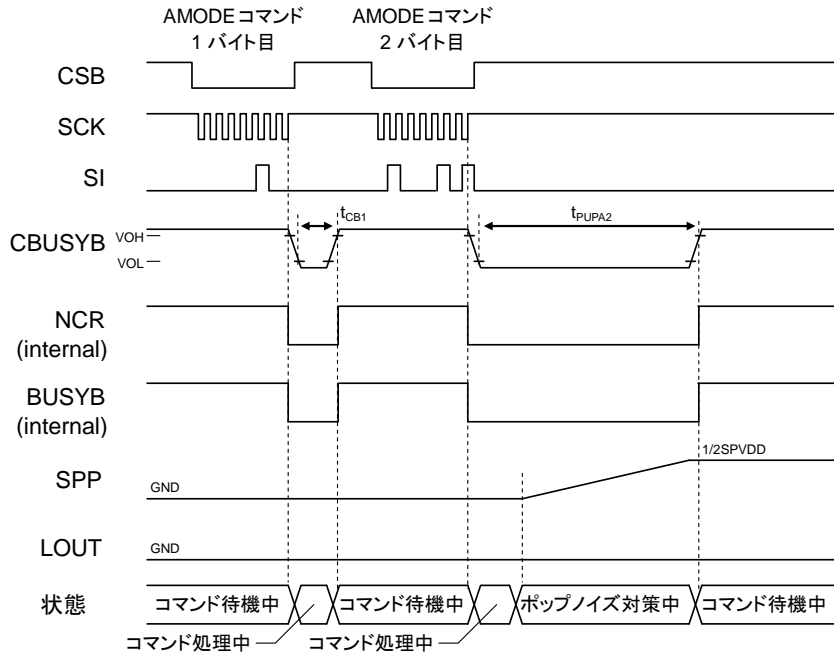 AMODEコマンド
1 バイト目
AMODEコマンド
2 バイト目
CSB
SCK
SI
tCB1
tPUPA2
CBUSYB
VOH
VOL
NCR
(internal)
BUSYB
(internal)
SPP
GND
1/2SPVDD
LOUT
GND
状態
コマンド待機中
コマンド待機中
ポップノイズ対策中
コマンド待機中
コマンド処理中
コマンド処理中